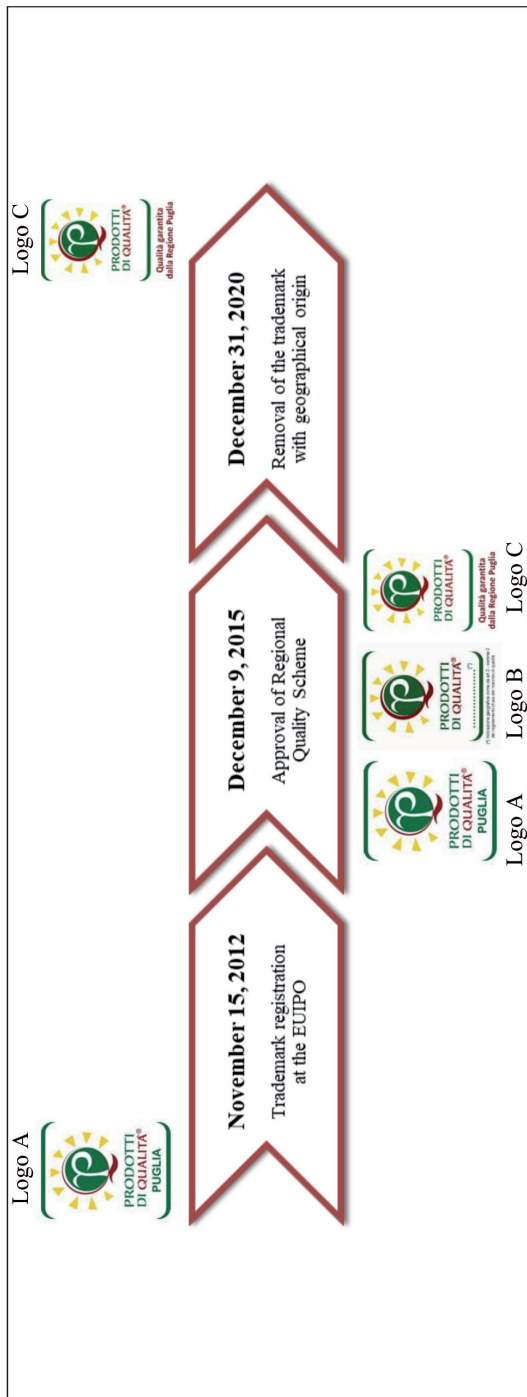 Logo A
PRODOTTI
DI QUALITÀ®
PUGLIA
Logo C
PRODOTTI
DI QUALITÀ®
Qualità garantita
dalla Regione Puglia
November 15, 2012
Trademark registration
at the EUIPO
December 9, 2015
Approval of Regional
Quality Scheme
December 31, 2020
Removal of the trademark
with geographical origin
PRODOTTI
DI QUALITÀ®
PUGLIA
Logo A
PRODOTTI
DI QUALITÀ®
Logo B
PRODOTTI
DI QUALITÀ®
Qualità garantita
dalla Regione Puglia
Logo C